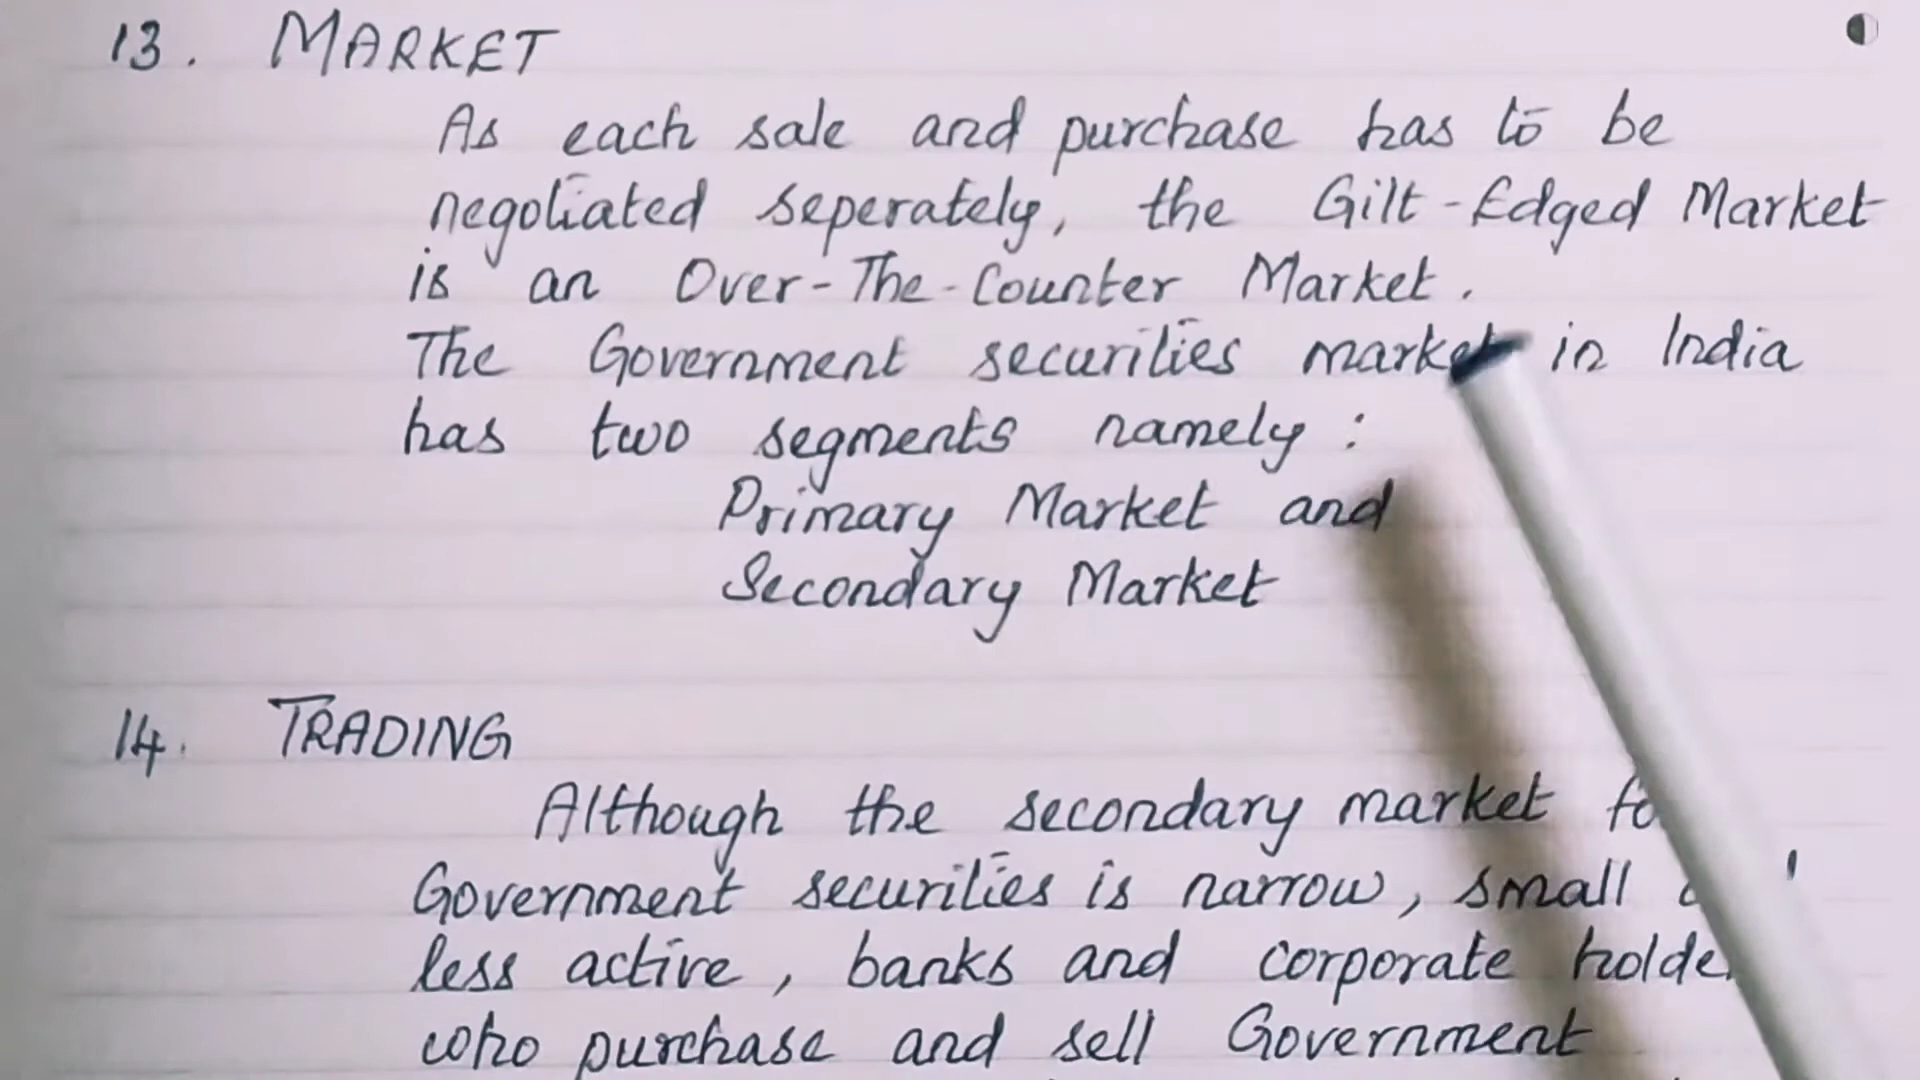 13. MARKET
As each sale and purchase has to be
negotiated seperately, the Gilt-Edged Market
is an Over-The-Counter Market.
The Government securities market in India
has two segments namely:
Primary Market and
Secondary Market
14. TRADING
Although the secondary market
Government securities is narrow, small
less active, banks and corporate
who purchase and sell Government